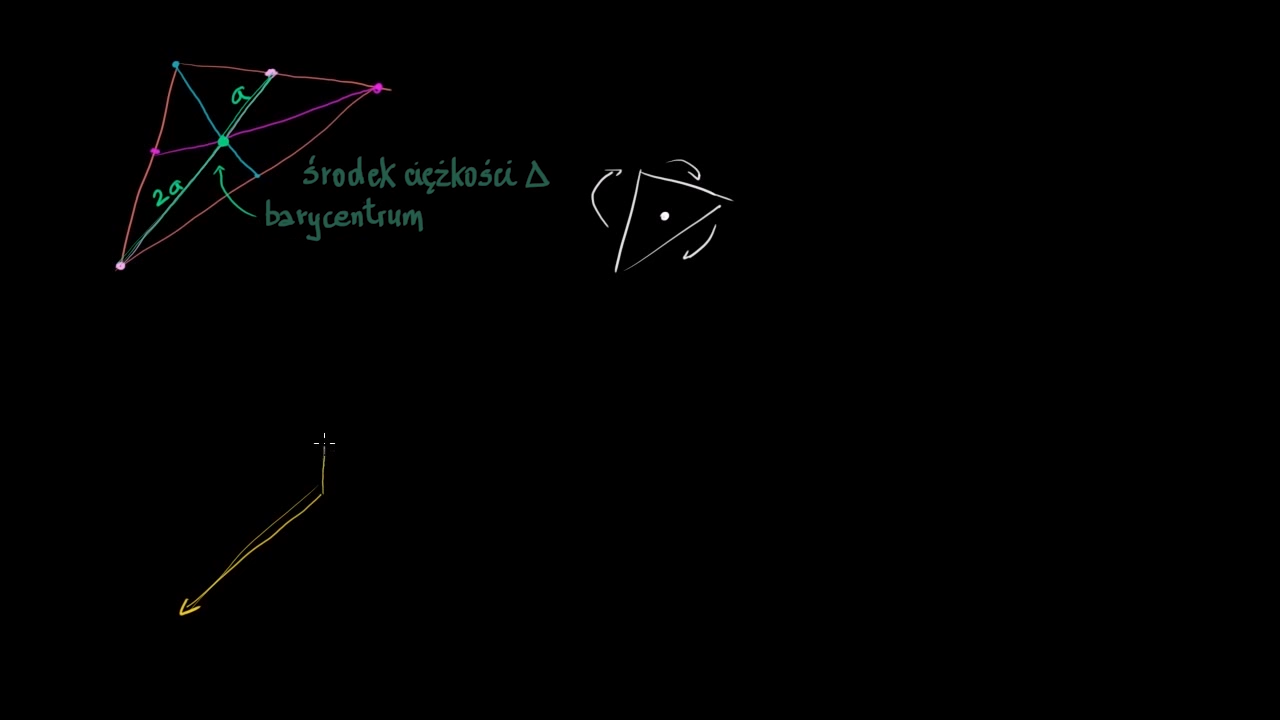 a
2a
środek ciężkości Δ
barycentrum